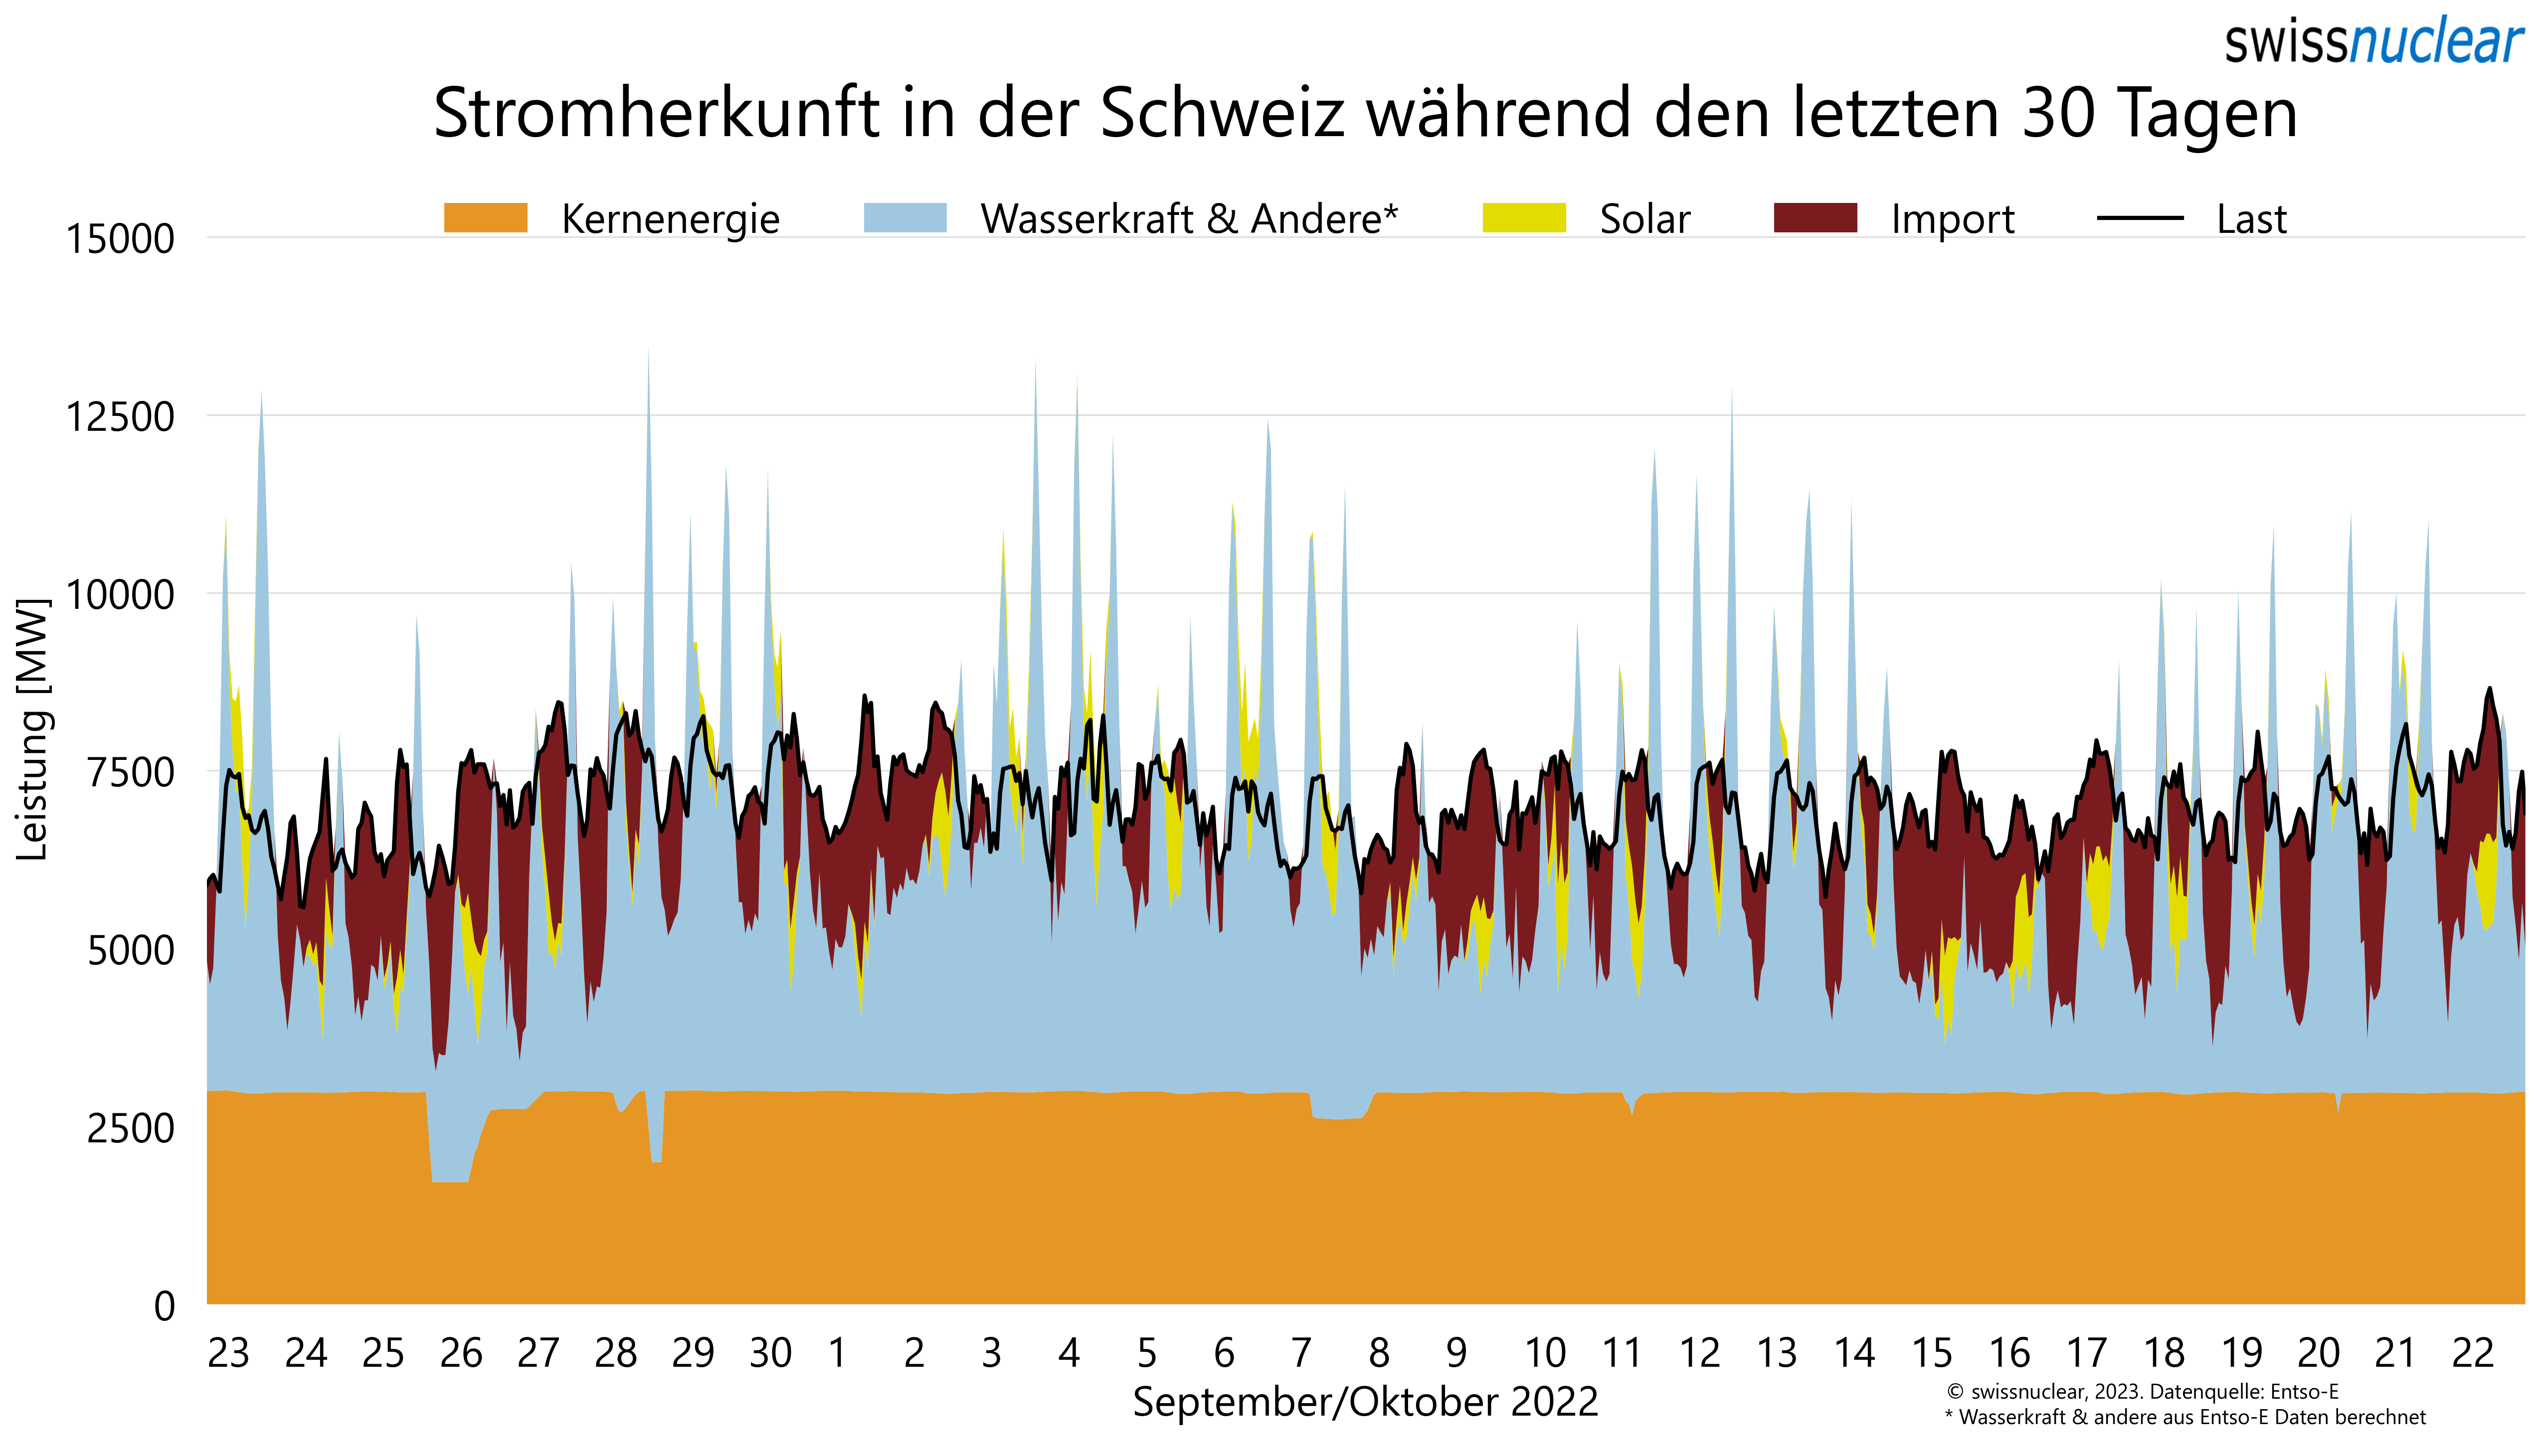 swissnuclear
Stromherkunft in der Schweiz während den letzten 30 Tagen
Kernenergie Wasserkraft & Andere* Solar Import Last
15000
12500
10000
7500
5000
2500
0
Leistung [MW]
23 24 25 26 27 28 29 30 1 2 3 4 5 6 7 8 9 10 11 12 13 14 15 16 17 18 19 20 21 22
September/Oktober 2022
© swissnuclear, 2023. Datenquelle: Entso-E
* Wasserkraft & andere aus Entso-E Daten berechnet